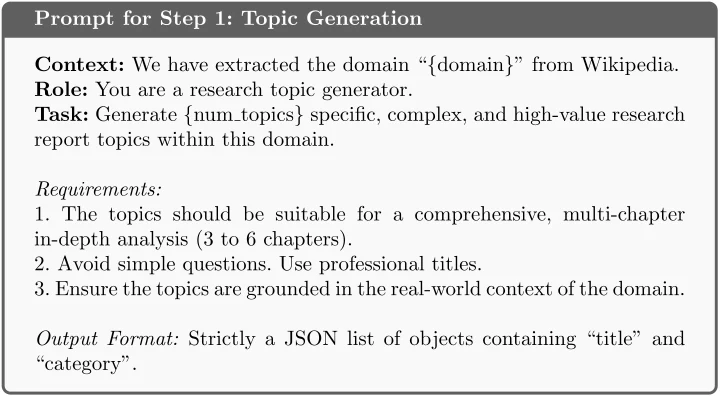 Prompt for Step 1: Topic Generation
Context: We have extracted the domain “{domain}” from Wikipedia.
Role: You are a research topic generator.
Task: Generate {num_topics} specific, complex, and high-value research
report topics within this domain.
Requirements:
1. The topics should be suitable for a comprehensive, multi-chapter
in-depth analysis (3 to 6 chapters).
2. Avoid simple questions. Use professional titles.
3. Ensure the topics are grounded in the real-world context of the domain.
Output Format: Strictly a JSON list of objects containing “title” and
“category”.